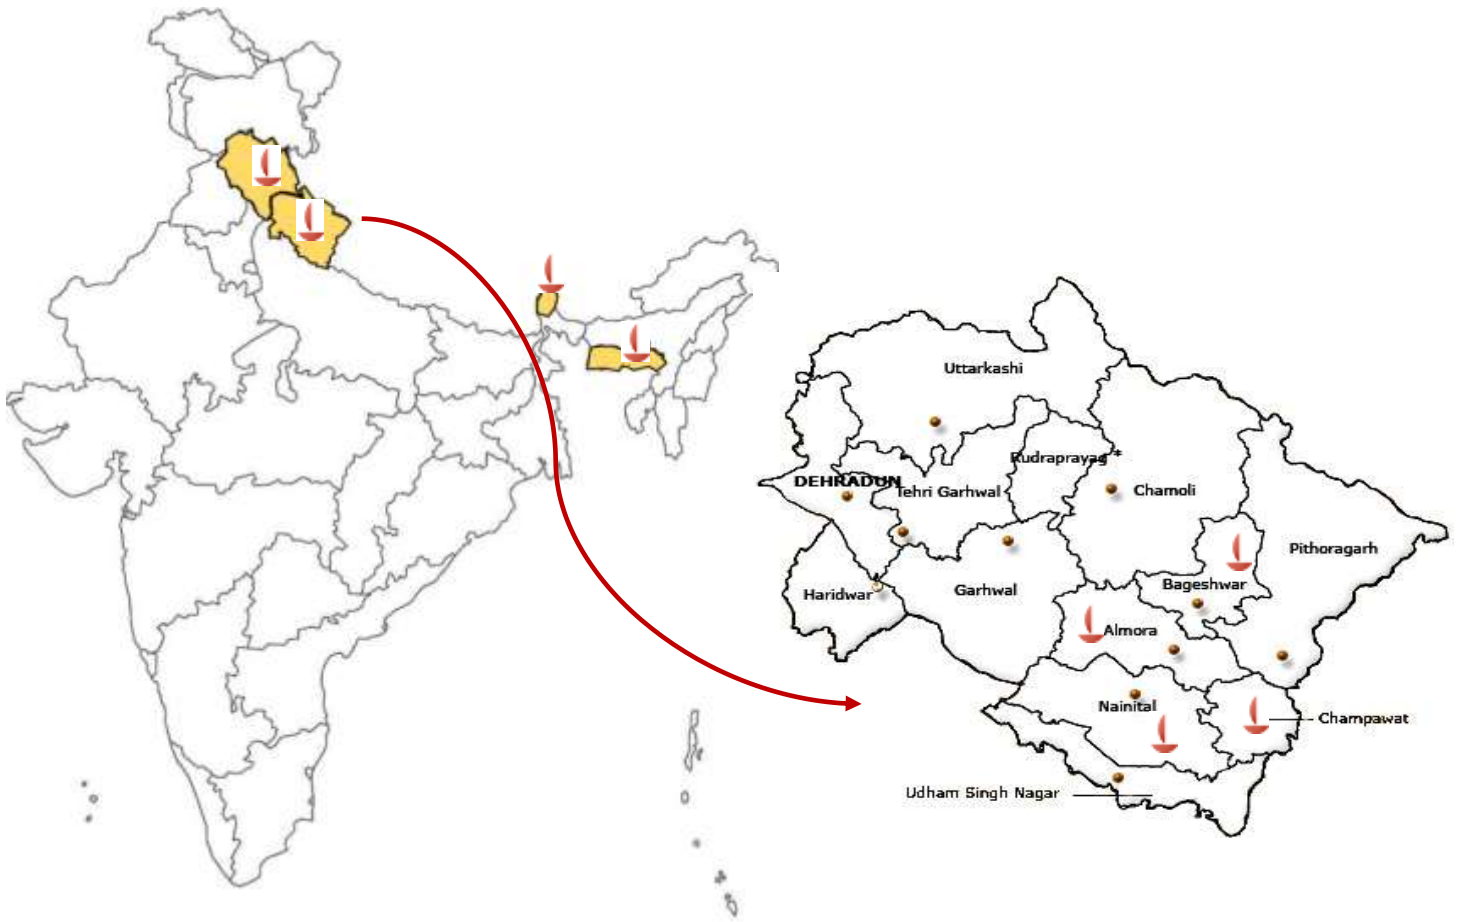 Uttarkashi
Rudraprayag *
DEHRADUN
Tehri Garhwal
Chamoli
Pithoragarh
Haridwar
Garhwal
Bageshwar
Almora
Nainital
Champawat
Udham Singh Nagar